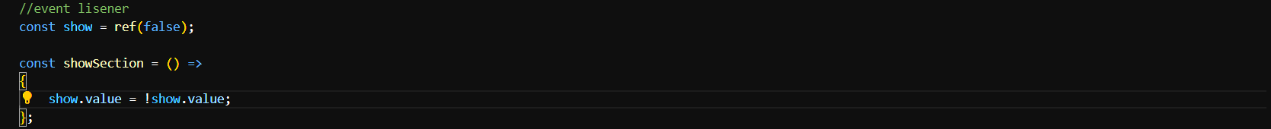 //event lisener
const show = ref(false);
const showSection = () =>
{
show.value = !show.value;
};